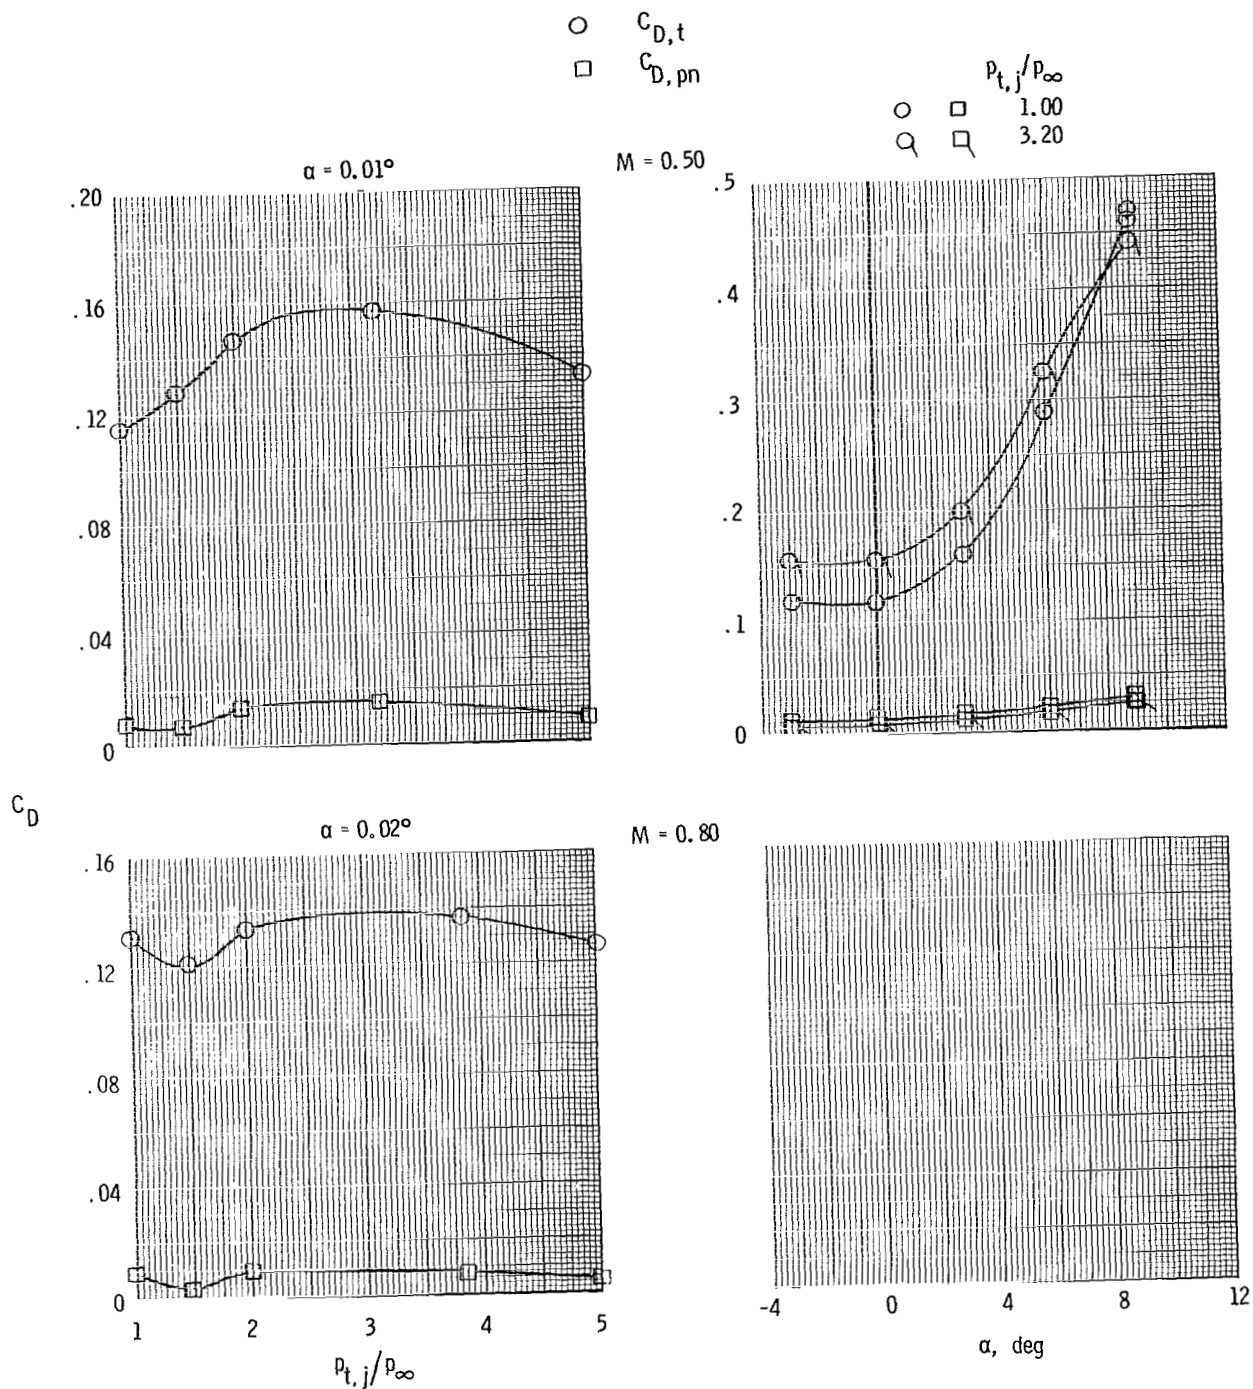 C_D,t
C_D,pn
p_t,j/p_∞
1.00
3.20
α = 0.01°
M = 0.50
.20
.16
.12
.08
.04
0
.5
.4
.3
.2
.1
0
C_D
α = 0.02°
M = 0.80
.16
.12
.08
.04
0
1 2 3 4 5
p_t,j/p_∞
-4 0 4 8 12
α, deg